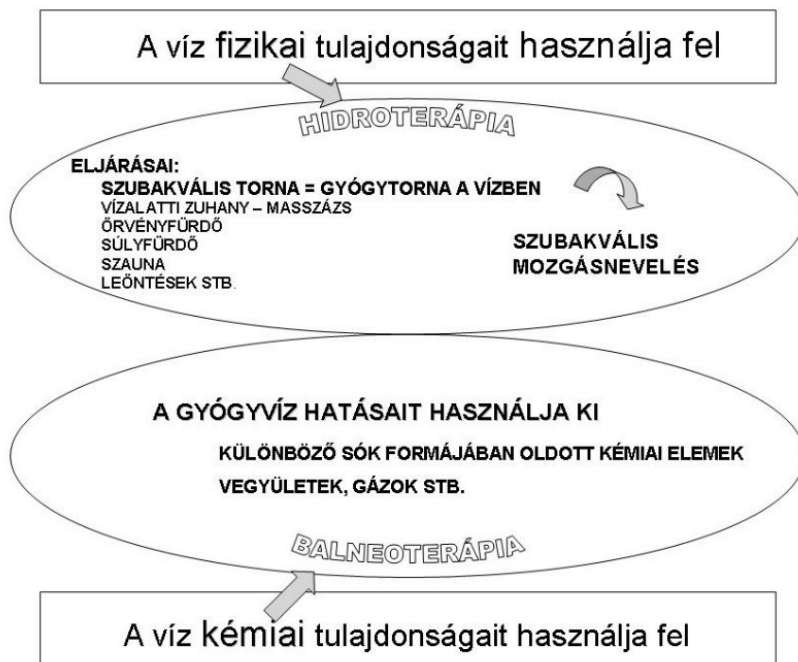 A víz fizikai tulajdonságait használja fel
HIDROTERÁPIA
ELJÁRÁSAI:
SZUBAKVÁLIS TORNA = GYÓGYTORNA A VÍZBEN
VÍZALATTI ZUHANY – MASSZÁZS
ÖRVÉNYFÜRDŐ
SÚLYFÜRDŐ
SZAUNA
LEÖNTÉSEK STB.
SZUBAKVÁLIS
MOZGÁSNEVELÉS
A GYÓGYVÍZ HATÁSAIT HASZNÁLJA KI
KÜLÖNBÖZŐ SÓK FORMÁJÁBAN OLDOTT KÉMIAI ELEMEK
VEGYÜLETEK, GÁZOK STB.
BALNEOTERÁPIA
A víz kémiai tulajdonságait használja fel